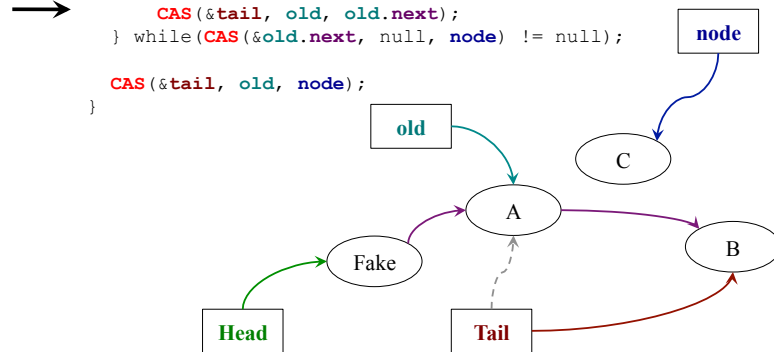 CAS(&tail, old, old.next);
} while(CAS(&old.next, null, node) != null);
CAS(&tail, old, node);
}
node
old
C
A
B
Fake
Head
Tail